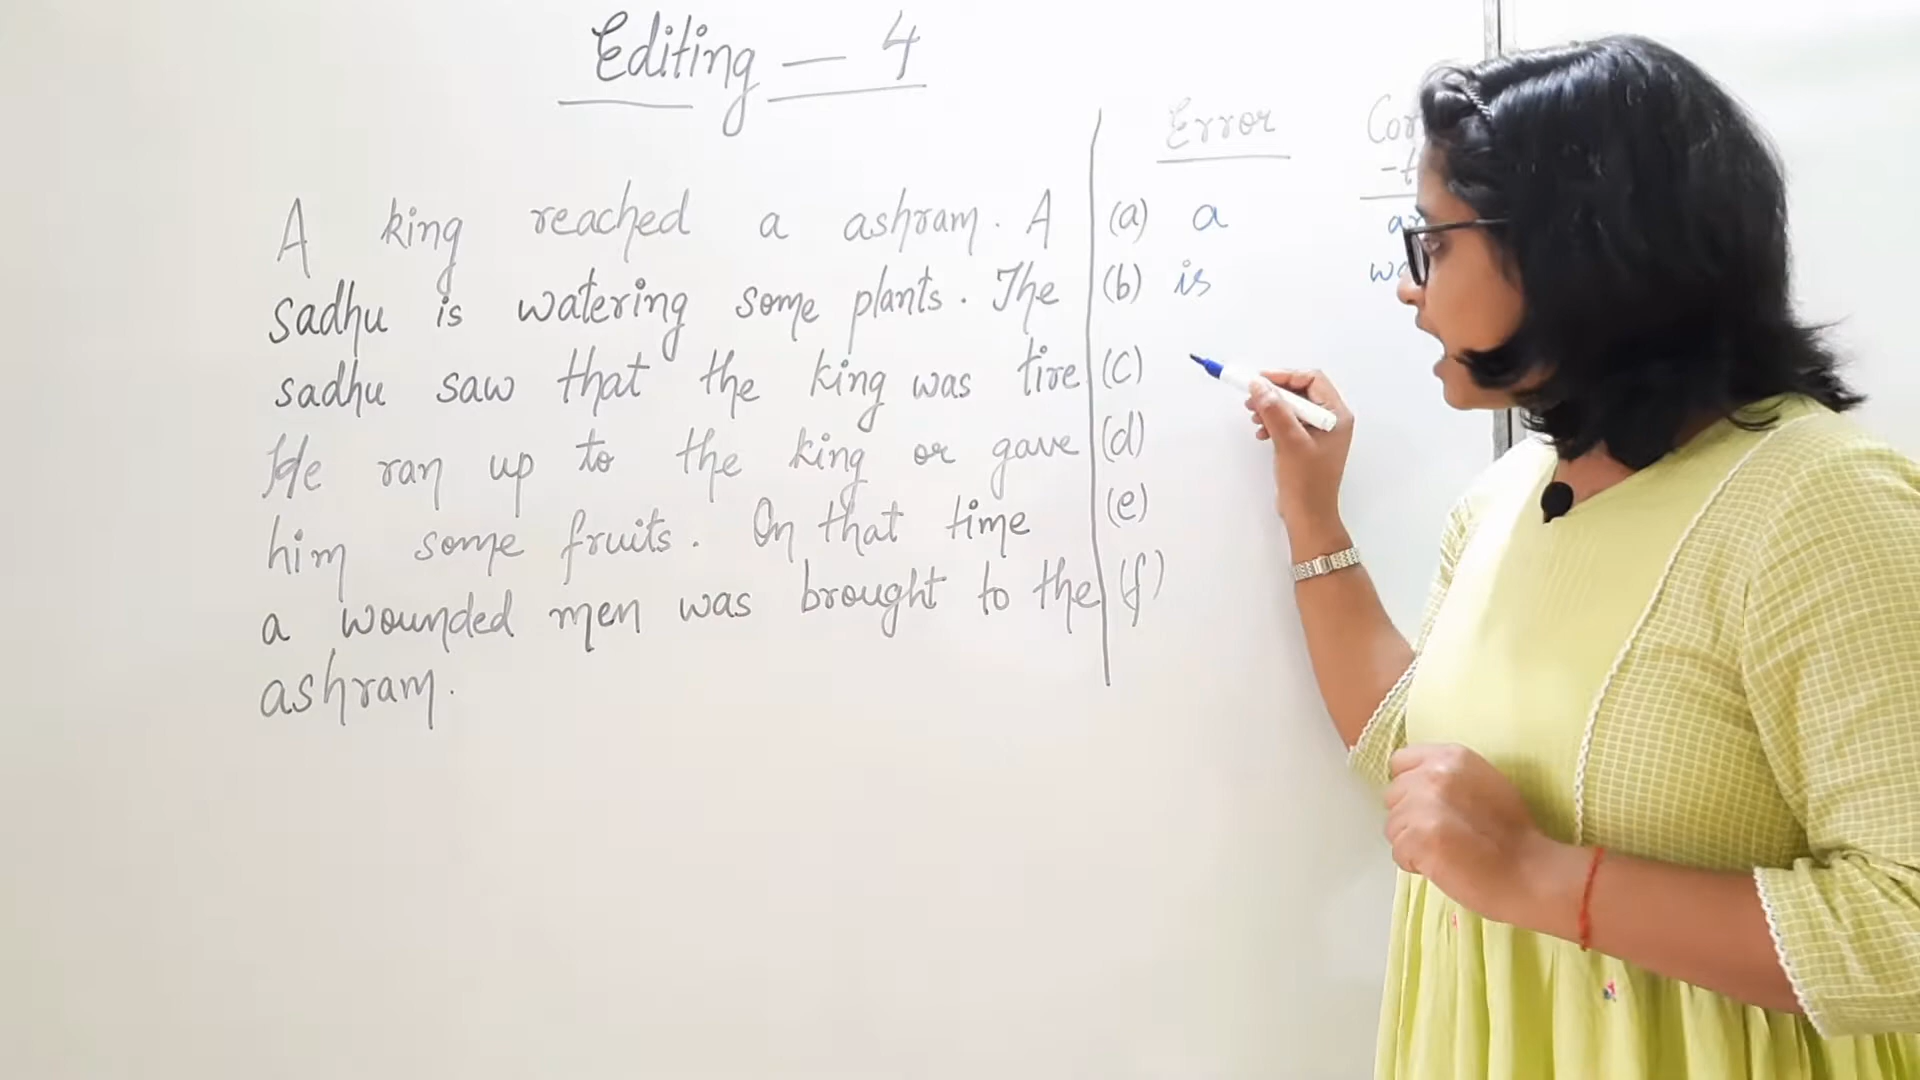 Editing — 4
Error
A king reached a ashram. A (a) a
sadhu is watering some plants. The (b) is
sadhu saw that the king was tire (c)
He ran up to the king or gave (d)
him some fruits. On that time (e)
a wounded men was brought to the (f)
ashram.